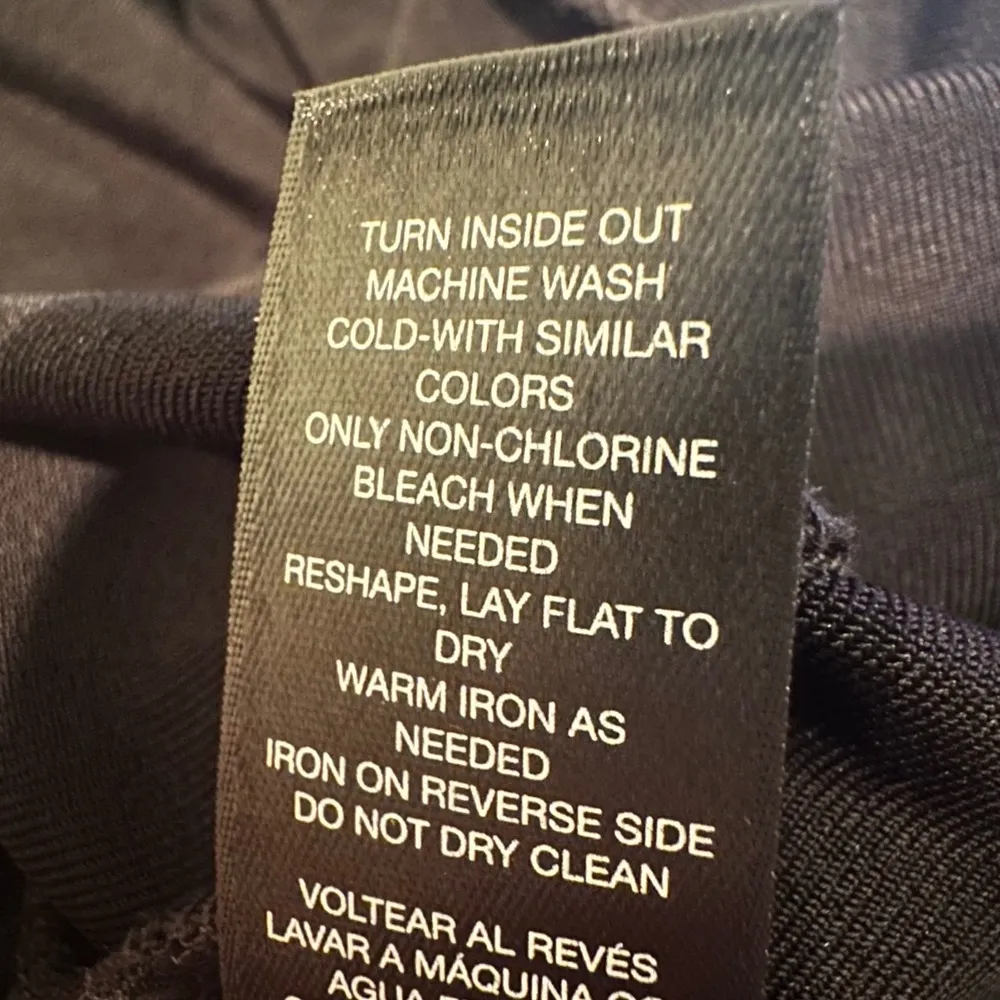 TURN INSIDE OUT
MACHINE WASH
COLD-WITH SIMILAR
COLORS
ONLY NON-CHLORINE
BLEACH WHEN
NEEDED
RESHAPE, LAY FLAT TO
DRY
WARM IRON AS
NEEDED
IRON ON REVERSE SIDE
DO NOT DRY CLEAN
VOLTEAR AL REVÉS
LAVAR A MÁQUINA
AGUA